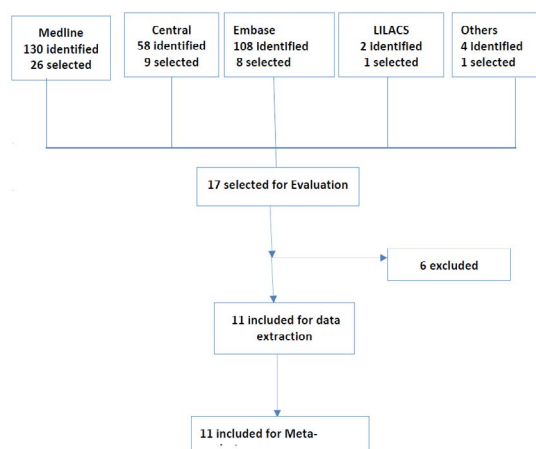 Medline
130 identified
26 selected
Central
58 identified
9 selected
Embase
108 identified
8 selected
LILACS
2 identified
1 selected
Others
4 identified
1 selected
17 selected for Evaluation
6 excluded
11 included for data
extraction
11 included for Meta-